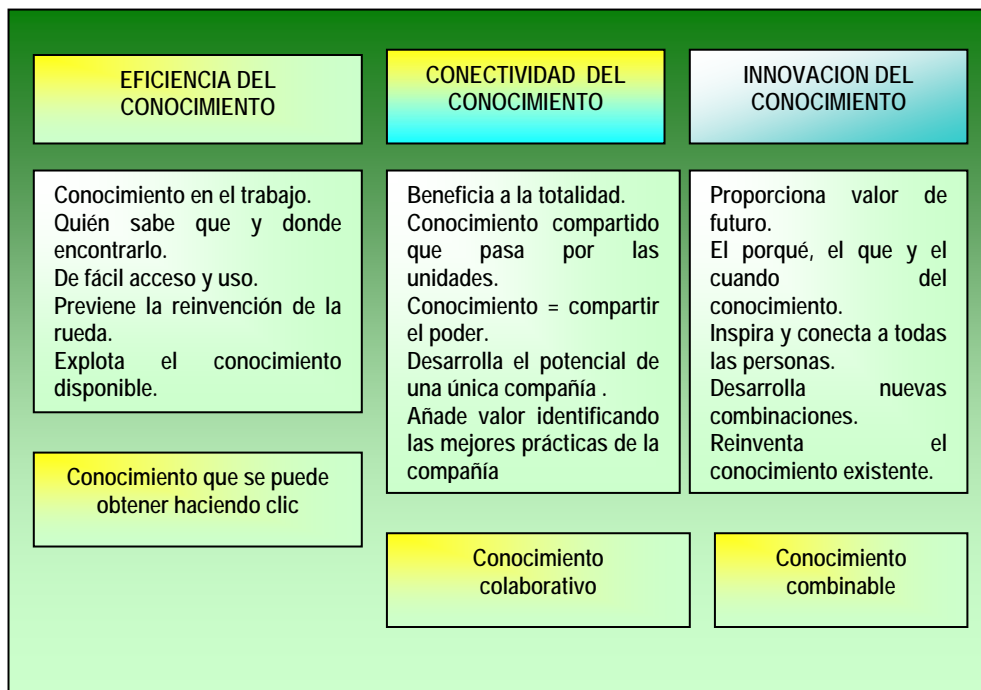 EFICIENCIA DEL
CONOCIMIENTO
Conocimiento en el trabajo.
Quién sabe que y donde
encontrarlo.
De fácil acceso y uso.
Previene la reinvención de la
rueda.
Explota el conocimiento
disponible.
Conocimiento que se puede
obtener haciendo clic
CONECTIVIDAD DEL
CONOCIMIENTO
Beneficia a la totalidad.
Conocimiento compartido
que pasa por las
unidades.
Conocimiento = compartir
el poder.
Desarrolla el potencial de
una única compañía .
Añade valor identificando
las mejores prácticas de la
compañía
Conocimiento
colaborativo
INNOVACION DEL
CONOCIMIENTO
Proporciona valor de
futuro.
El porqué, el que y el
cuando del
conocimiento.
Inspira y conecta a todas
las personas.
Desarrolla nuevas
combinaciones.
Reinventa el
conocimiento existente.
Conocimiento
combinable